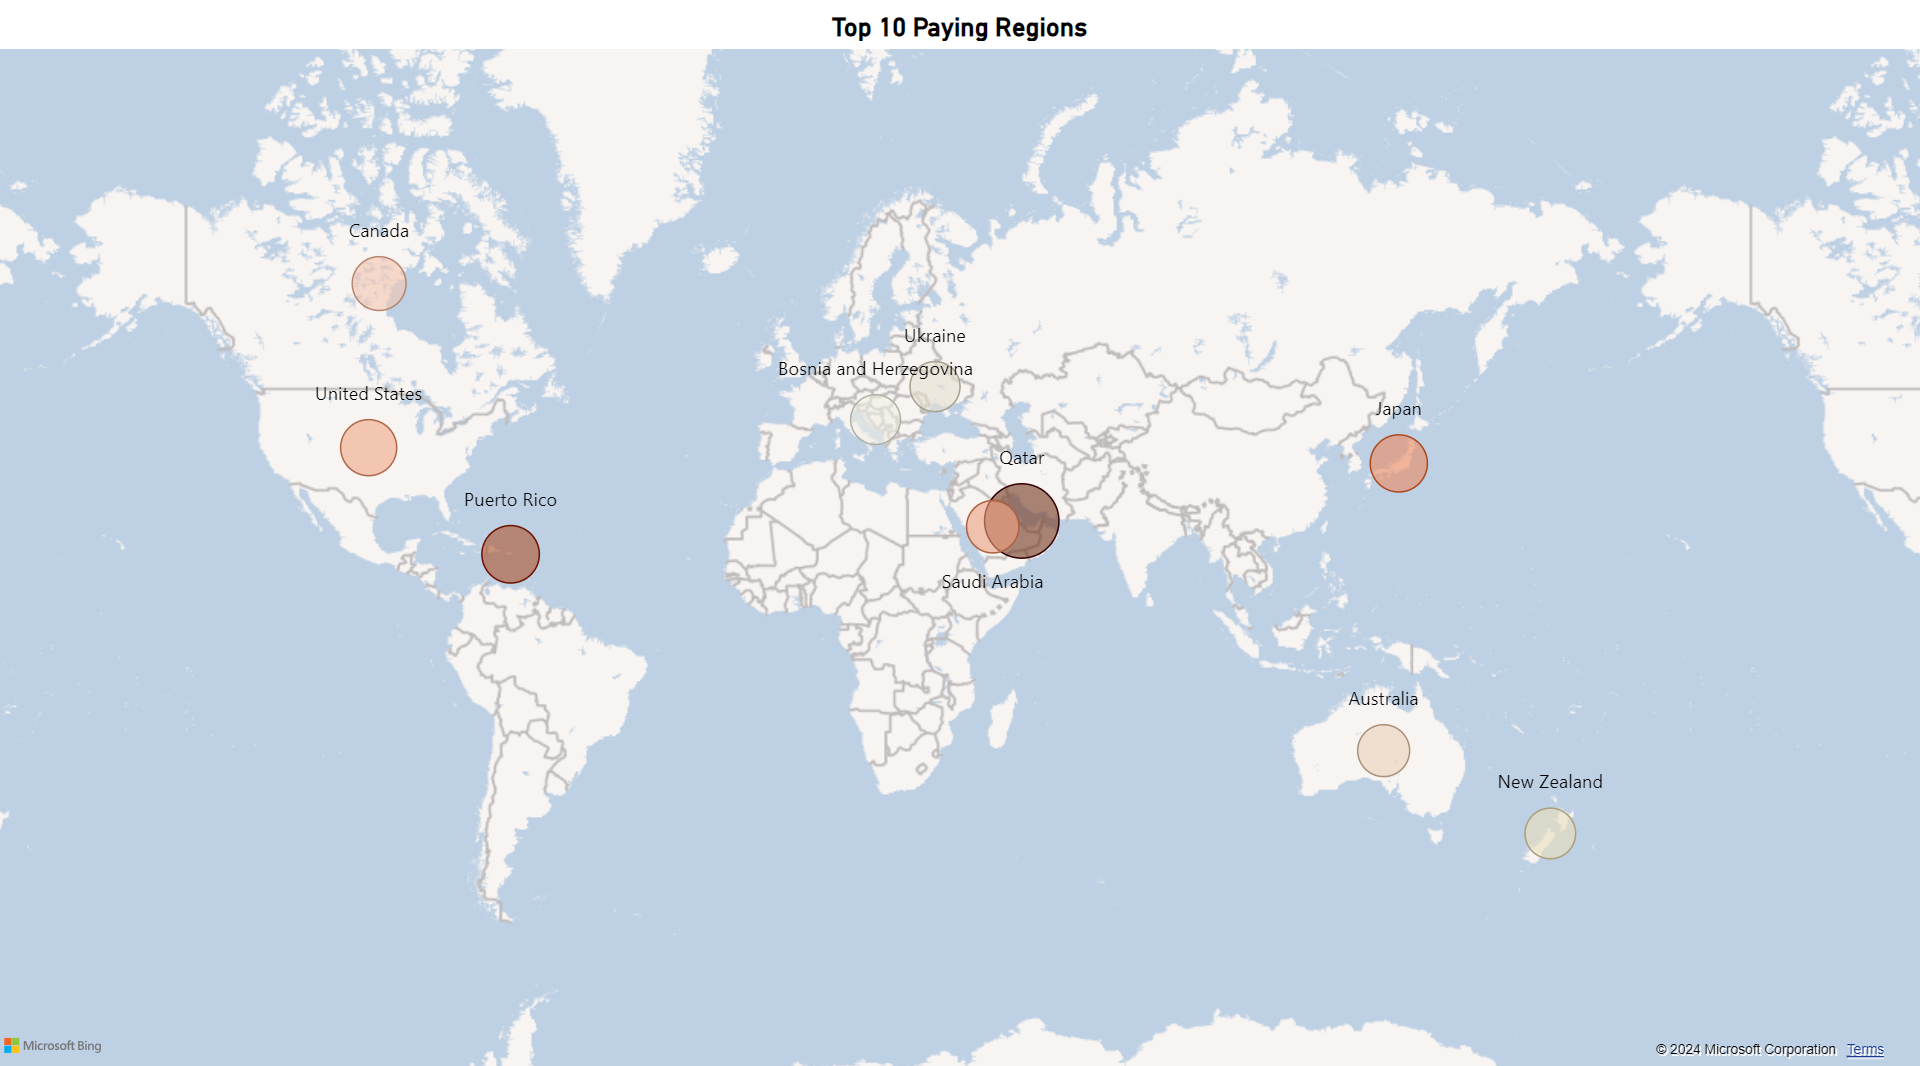 Top 10 Paying Regions
Canada
Ukraine
Bosnia and Herzegovina
United States
Japan
Qatar
Puerto Rico
Saudi Arabia
Australia
New Zealand
Microsoft Bing
© 2024 Microsoft Corporation Terms